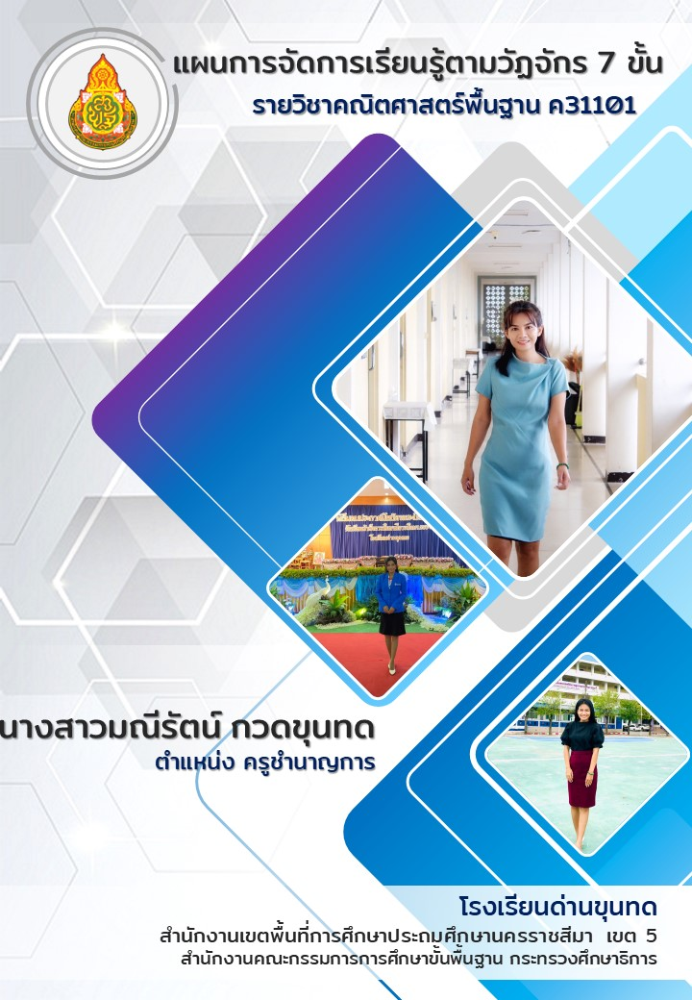 แผนการจัดการเรียนรู้ตามวัฏจักร 7 ขั้น
รายวิชาคณิตศาสตร์พื้นฐาน ค31101
นางสาวมณีรัตน์ กวดขุนทด
ตำแหน่ง ครูชำนาญการ
โรงเรียนด่านขุนทด
สำนักงานเขตพื้นที่การศึกษาประถมศึกษานครราชสีมา เขต 5
สำนักงานคณะกรรมการการศึกษาขั้นพื้นฐาน กระทรวงศึกษาธิการ